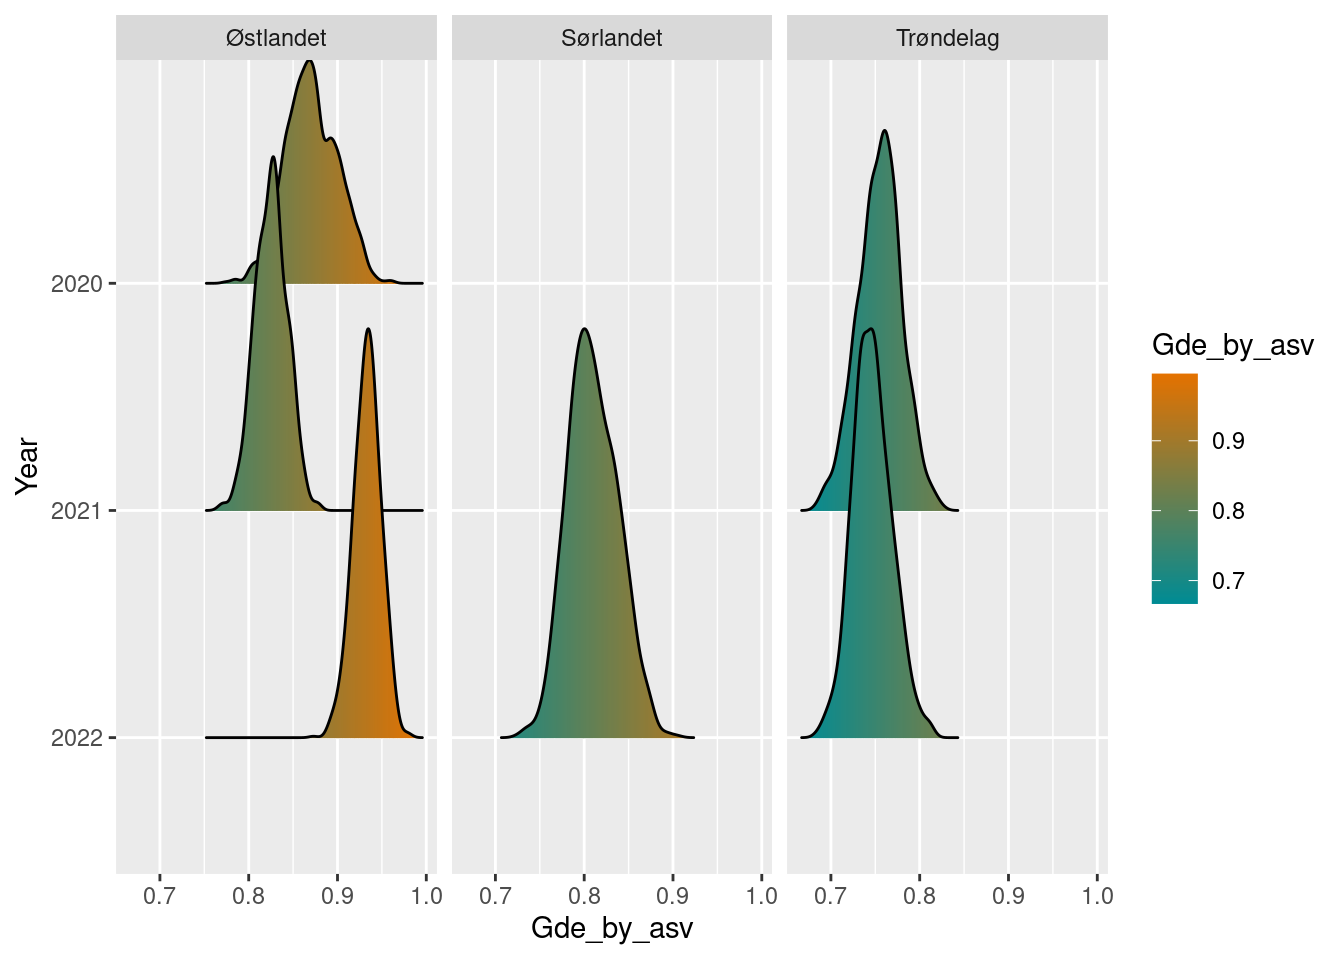 Østlandet Sørlandet Trøndelag
Year
2020
2021
2022
0.7 0.8 0.9 1.0 0.7 0.8 0.9 1.0 0.7 0.8 0.9 1.0
Gde_by_asv
Gde_by_asv
0.9
0.8
0.7